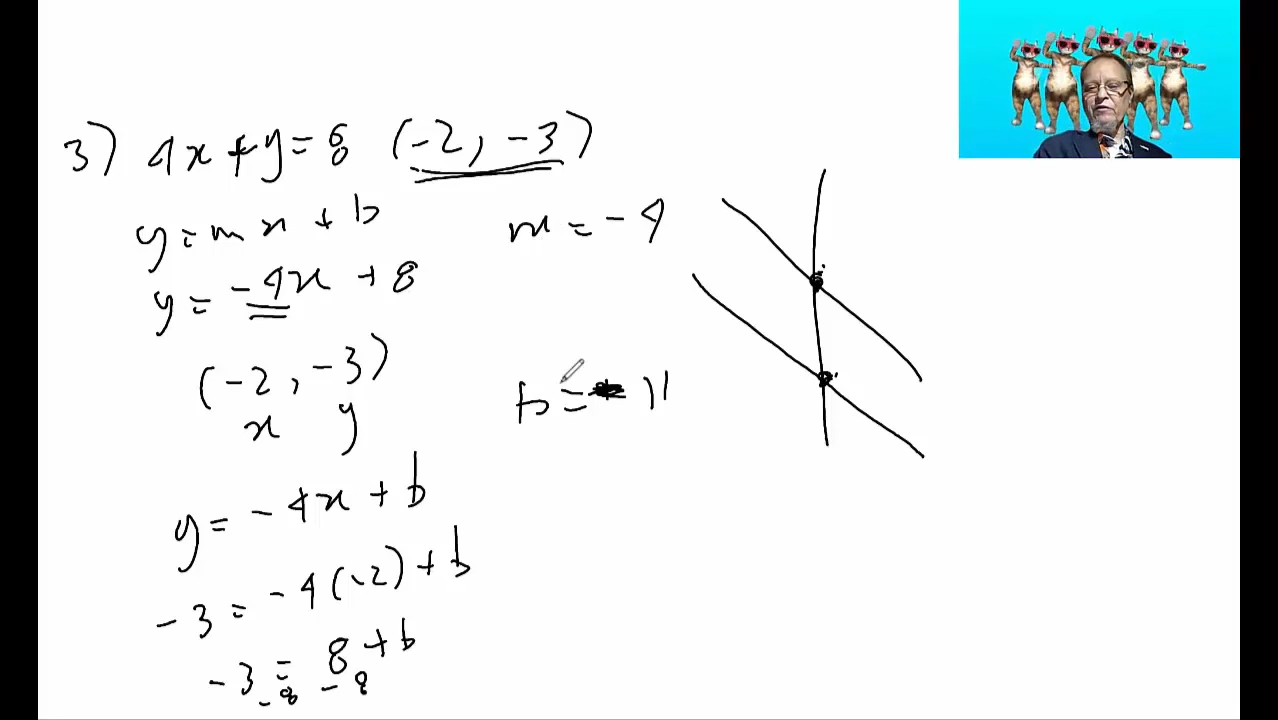 3) 4x + y = 8 (-2, -3)
y = mx + b m = -4
y = -4x + 8
(-2, -3)
x y
b = 11
y = -4x + b
-3 = -4(-2) + b
-3 = 8 + b
-8 -8